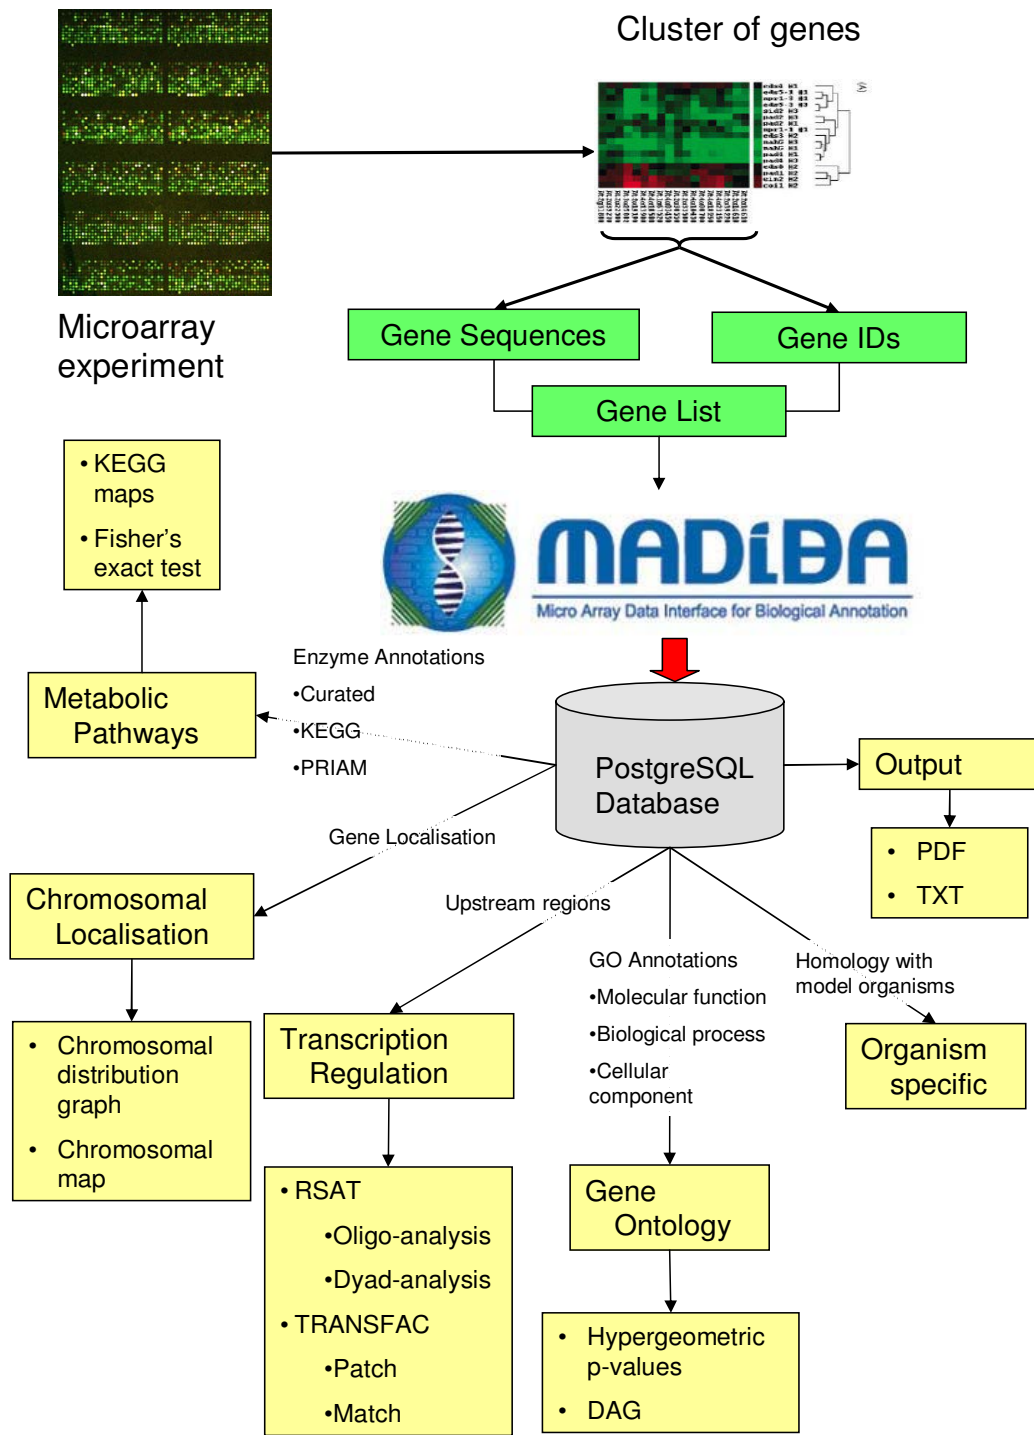 Cluster of genes
Microarray
experiment
Gene Sequences
Gene IDs
Gene List
MADiBA
Micro Array Data Interface for Biological Annotation
• KEGG
maps
• Fisher's
exact test
Metabolic
Pathways
Enzyme Annotations
•Curated
•KEGG
•PRIAM
PostgreSQL
Database
Output
• PDF
• TXT
Gene Localisation
Chromosomal
Localisation
• Chromosomal
distribution
graph
• Chromosomal
map
Upstream regions
Transcription
Regulation
• RSAT
•Oligo-analysis
•Dyad-analysis
• TRANSFAC
•Patch
•Match
GO Annotations
•Molecular function
•Biological process
•Cellular
component
Gene
Ontology
• Hypergeometric
p-values
• DAG
Homology with
model organisms
Organism
specific